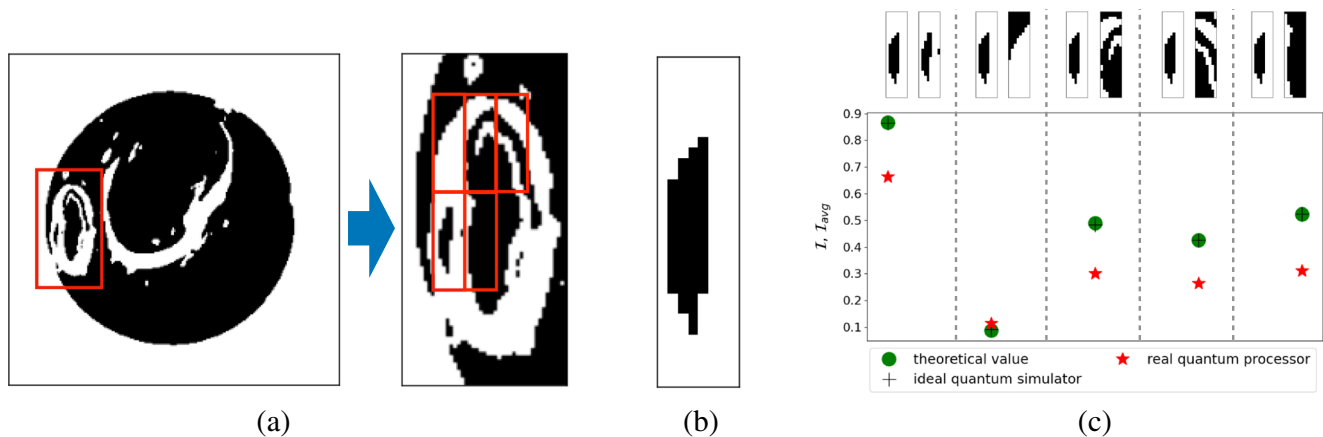 0.9
0.8
0.7
0.6
0.5
0.4
0.3
0.2
0.1
ℐ, ℐ_avg
theoretical value
real quantum processor
ideal quantum simulator
(a)
(b)
(c)